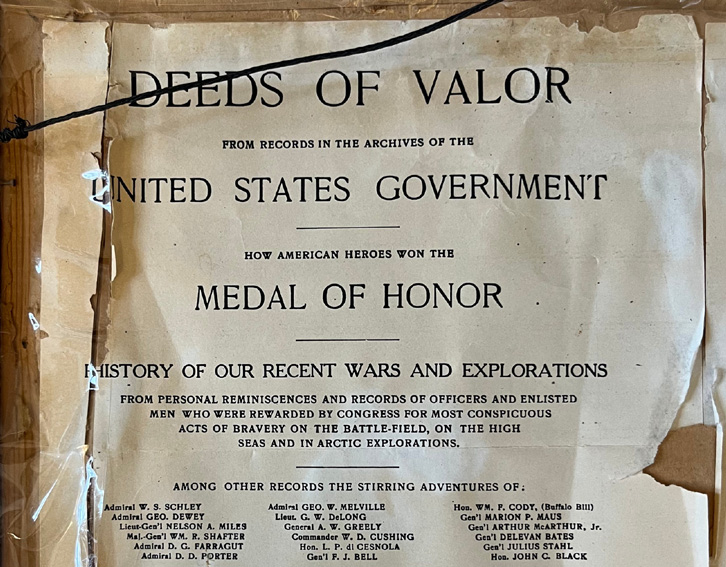 DEEDS OF VALOR
FROM RECORDS IN THE ARCHIVES OF THE
UNITED STATES GOVERNMENT
HOW AMERICAN HEROES WON THE
MEDAL OF HONOR
HISTORY OF OUR RECENT WARS AND EXPLORATIONS
FROM PERSONAL REMINISCENCES AND RECORDS OF OFFICERS AND ENLISTED
MEN WHO WERE REWARDED BY CONGRESS FOR MOST CONSPICUOUS
ACTS OF BRAVERY ON THE BATTLE-FIELD, ON THE HIGH
SEAS AND IN ARCTIC EXPLORATIONS.
AMONG OTHER RECORDS THE STIRRING ADVENTURES OF:
Admiral W. S. SCHLEY
Admiral GEO. DEWEY
Lieut-Gen'l NELSON A. MILES
Maj.-Gen'l WM. R. SHAFTER
Admiral D. G. FARRAGUT
Admiral D. D. PORTER
Admiral GEO. W. MELVILLE
Lieut. G. W. DeLONG
General A. W. GREELY
Commander W. D. CUSHING
Hon. L. P. di CESNOLA
Gen'l F. J. BELL
Hon. WM. F. CODY, (Buffalo Bill)
Gen'l MARION P. MAUS
Gen'l ARTHUR McARTHUR, Jr.
Gen'l DELEVAN BATES
Gen'l JULIUS STAHL
Hon. JOHN C. BLACK